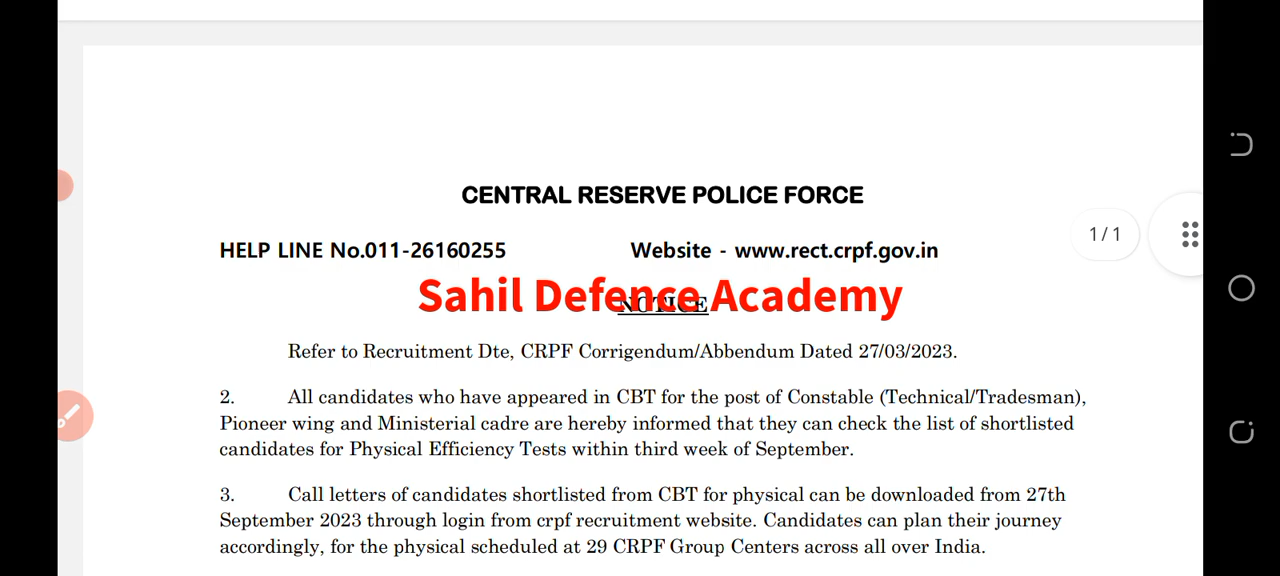 CENTRAL RESERVE POLICE FORCE
1/1
HELP LINE No.011-26160255 Website - www.rect.crpf.gov.in
Sahil Defence Academy
NOTICE
Refer to Recruitment Dte, CRPF Corrigendum/Abbendum Dated 27/03/2023.
2. All candidates who have appeared in CBT for the post of Constable (Technical/Tradesman),
Pioneer wing and Ministerial cadre are hereby informed that they can check the list of shortlisted
candidates for Physical Efficiency Tests within third week of September.
3. Call letters of candidates shortlisted from CBT for physical can be downloaded from 27th
September 2023 through login from crpf recruitment website. Candidates can plan their journey
accordingly, for the physical scheduled at 29 CRPF Group Centers across all over India.